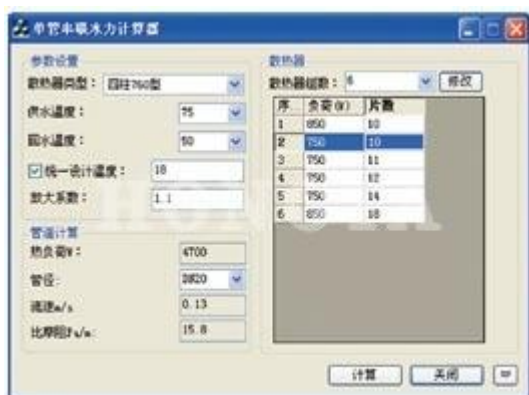 单管串联水力计算器
参数设置
散热器类型： 四柱760型
供水温度： 75
回水温度： 50
统一设计温度： 18
放大系数： 1.1
管道计算
热负荷W： 4700
管径： DN20
流速m/s 0.13
比摩阻Pa/m: 15.8
散热器
散热器组数： 6 修改
序 负荷(W) 片数
1 850 10
2 750 10
3 750 11
4 750 12
5 750 14
6 850 18
计算 关闭